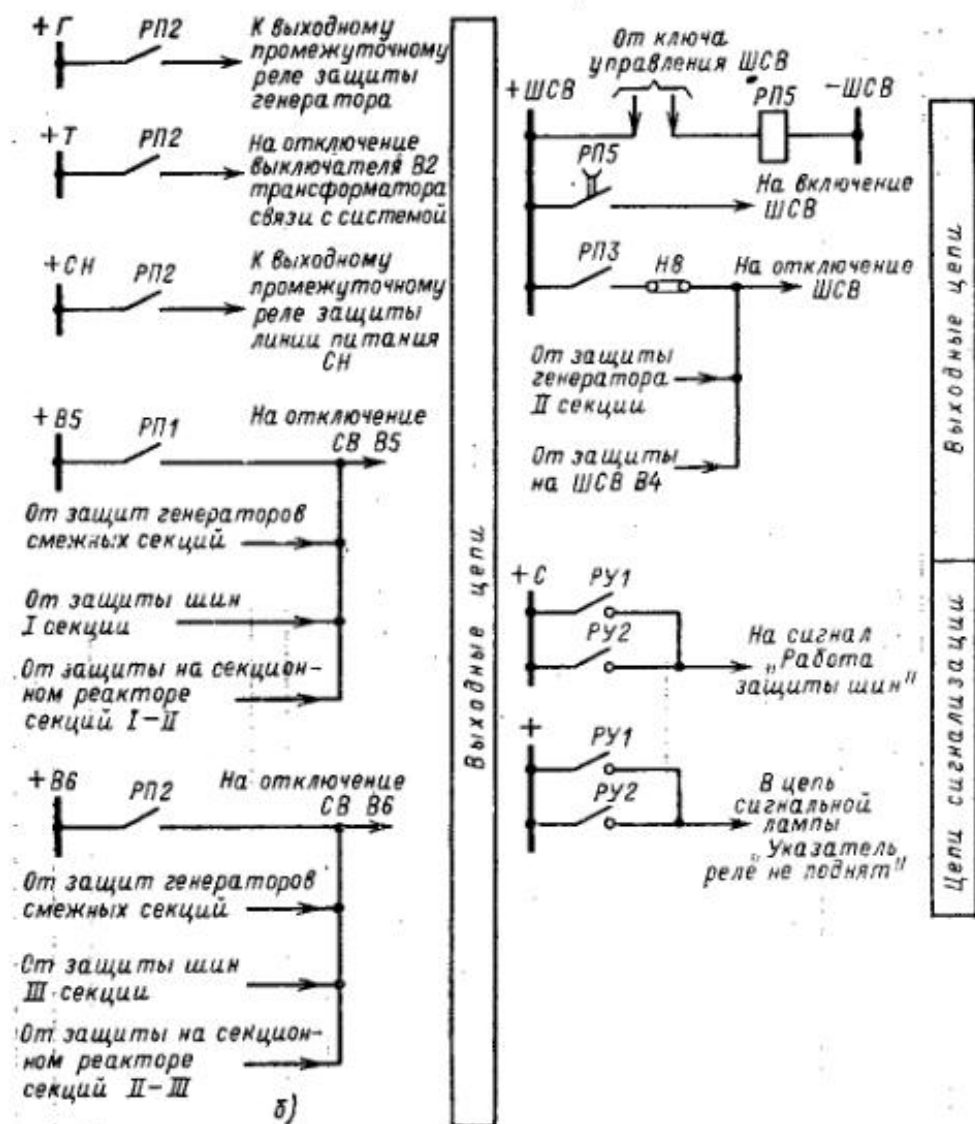 +Г
РП2
К выходному
промежуточному
реле защиты
генератора
+Т
РП2
На отключение
выключателя В2
трансформатора
связи с системой
+СН
РП2
К выходному
промежуточному
реле защиты
линии питания
СН
+В5
РП1
На отключение
СВ В5
От защит генераторов
смежных секций
От защиты шин
I секции
От защиты на секцион-
ном реакторе
секций I-II
+В6
РП2
На отключение
СВ В6
От защит генераторов
смежных секций
От защиты шин
III секции
От защиты на секцион-
ном реакторе
секций II-III
б)
Выходные цепи
От ключа
управления ШСВ
+ШСВ
РП5
-ШСВ
РП5
На включение
ШСВ
РП3
Н8
На отключение
ШСВ
От защиты
генератора
II секции
От защиты
на ШСВ В4
+С
РУ1
РУ2
На сигнал
„Работа
защиты шин"
+
РУ1
РУ2
В цепь
сигнальной
лампы
„Указатель
реле не поднят"
Выходные цепи
Цепи сигнализации